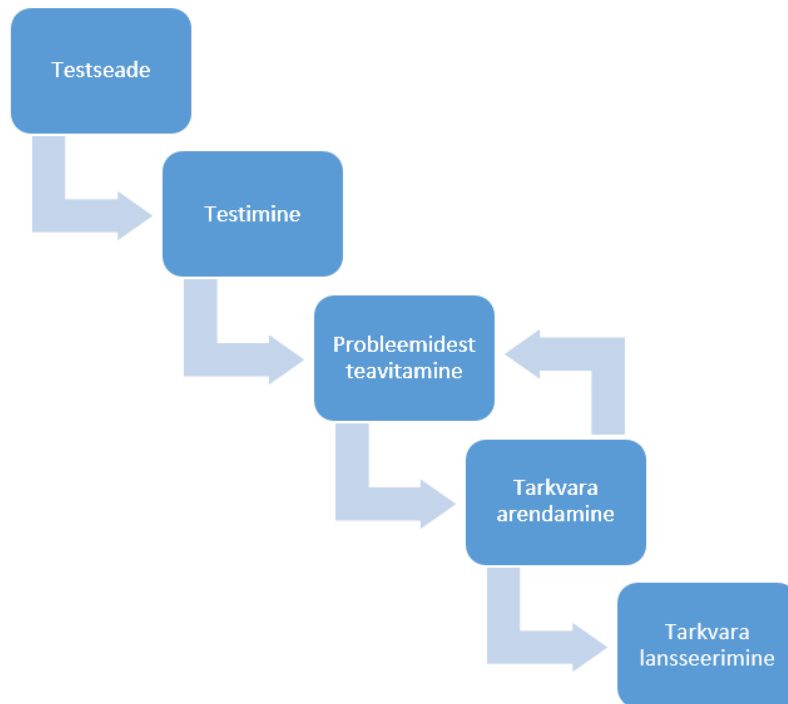 Testseade
Testimine
Probleemidest
teavitamine
Tarkvara
arendamine
Tarkvara
lansseerimine